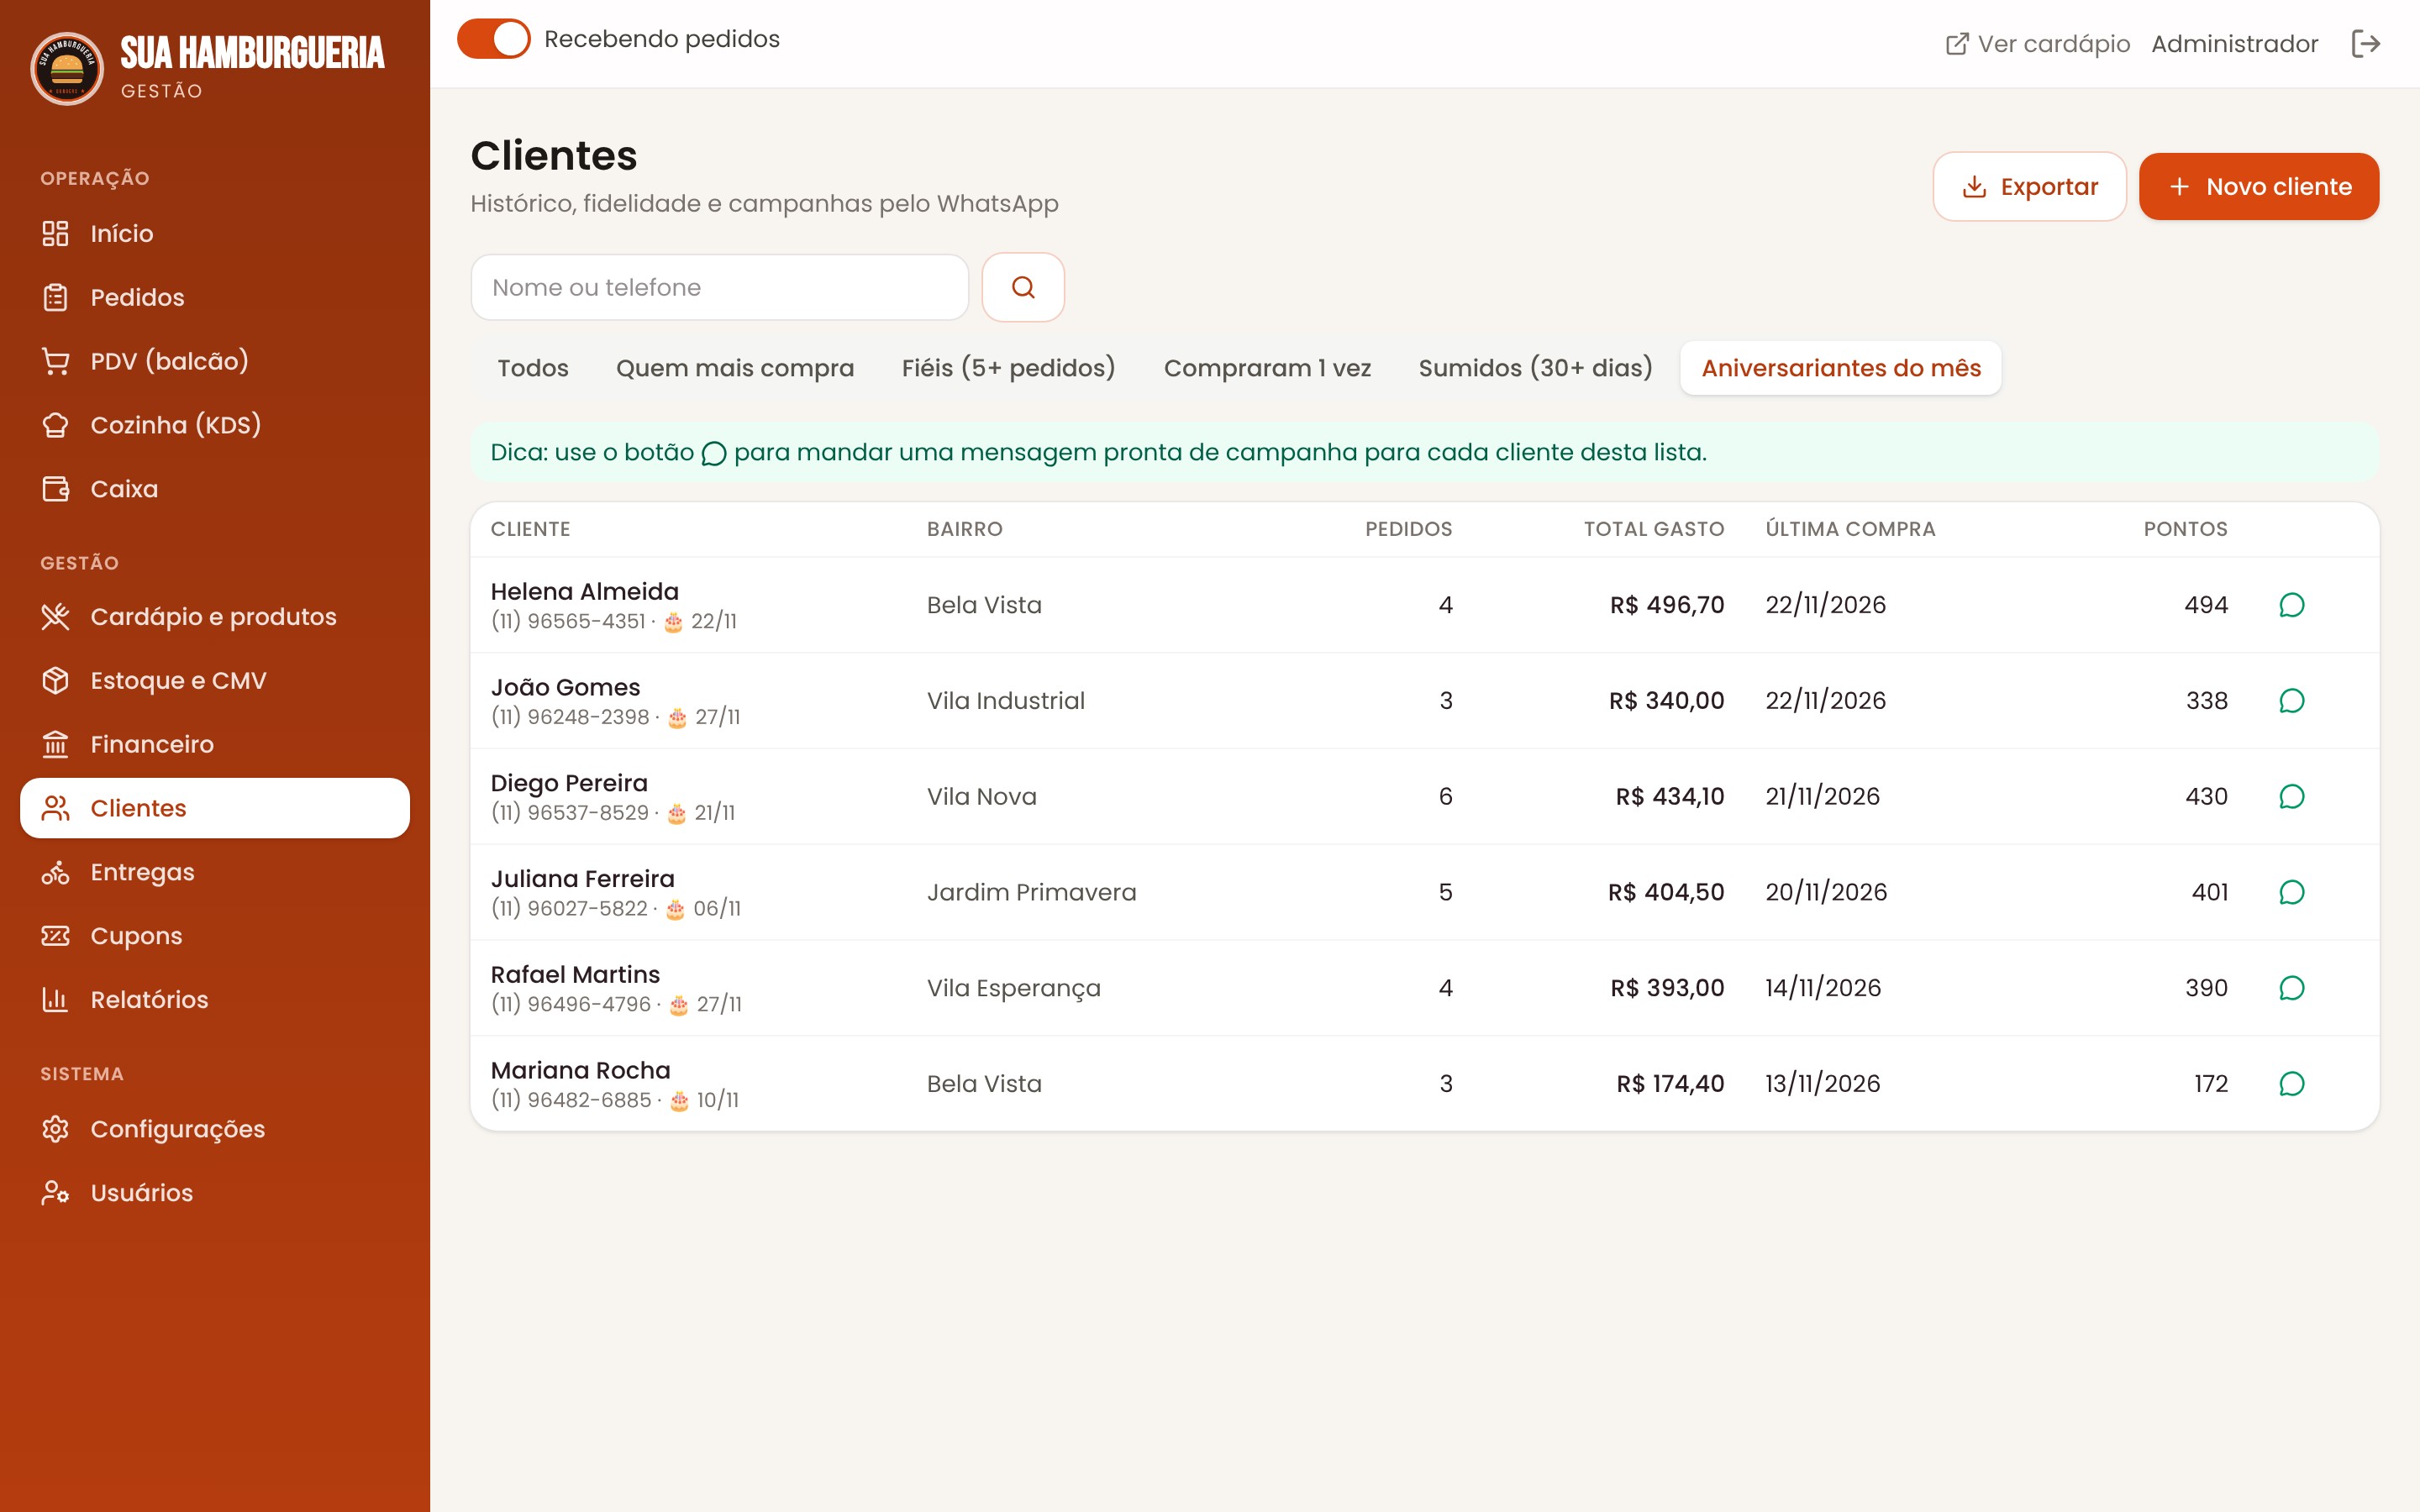 SUA HAMBURGUERIA
SUA HAMBURGUERIA
GESTÃO
OPERAÇÃO
Início
Pedidos
PDV (balcão)
Cozinha (KDS)
Caixa
GESTÃO
Cardápio e produtos
Estoque e CMV
Financeiro
Clientes
Entregas
Cupons
Relatórios
SISTEMA
Configurações
Usuários
Recebendo pedidos
Ver cardápio Administrador
Clientes
Histórico, fidelidade e campanhas pelo WhatsApp
Exportar
+ Novo cliente
Nome ou telefone
Todos Quem mais compra Fiéis (5+ pedidos) Compraram 1 vez Sumidos (30+ dias) Aniversariantes do mês
Dica: use o botão para mandar uma mensagem pronta de campanha para cada cliente desta lista.
CLIENTE BAIRRO PEDIDOS TOTAL GASTO ÚLTIMA COMPRA PONTOS
Helena Almeida
(11) 96565-4351 · 🎂 22/11
Bela Vista 4 R$ 496,70 22/11/2026 494
João Gomes
(11) 96248-2398 · 🎂 27/11
Vila Industrial 3 R$ 340,00 22/11/2026 338
Diego Pereira
(11) 96537-8529 · 🎂 21/11
Vila Nova 6 R$ 434,10 21/11/2026 430
Juliana Ferreira
(11) 96027-5822 · 🎂 06/11
Jardim Primavera 5 R$ 404,50 20/11/2026 401
Rafael Martins
(11) 96496-4796 · 🎂 27/11
Vila Esperança 4 R$ 393,00 14/11/2026 390
Mariana Rocha
(11) 96482-6885 · 🎂 10/11
Bela Vista 3 R$ 174,40 13/11/2026 172